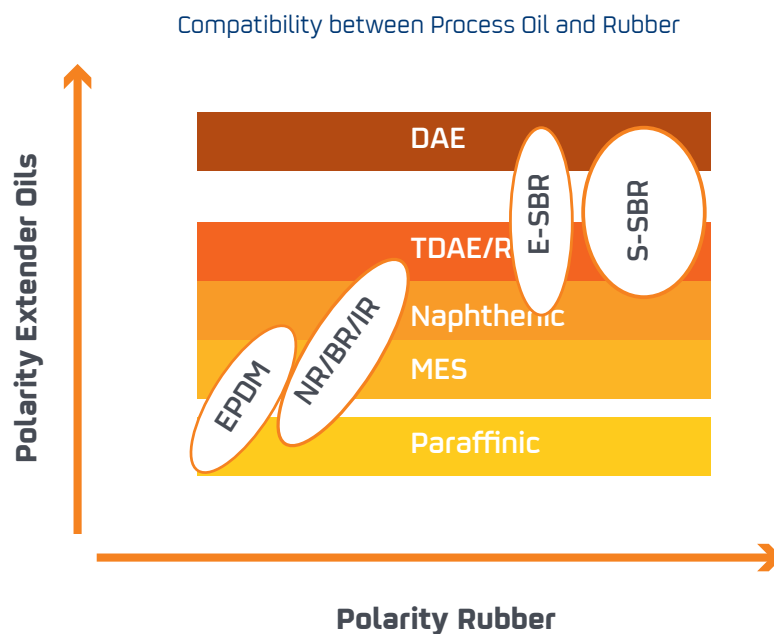 Compatibility between Process Oil and Rubber
Polarity Extender Oils
DAE
E-SBR
S-SBR
TDAE/R
Naphthenic
NR/BR/IR
EPDM
MES
Paraffinic
Polarity Rubber